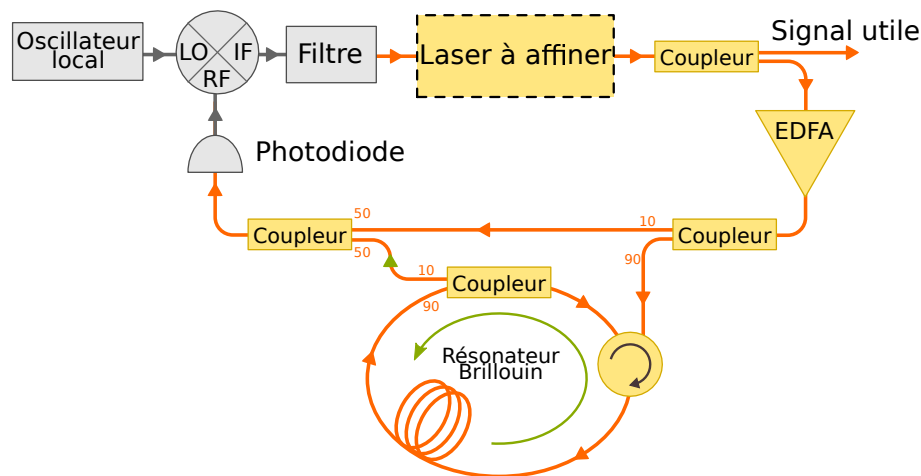 Oscillateur
local
LO
IF
RF
Filtre
Laser à affiner
Coupleur
Signal utile
EDFA
Photodiode
50
Coupleur
50
10
Coupleur
90
10
Coupleur
90
Résonateur
Brillouin